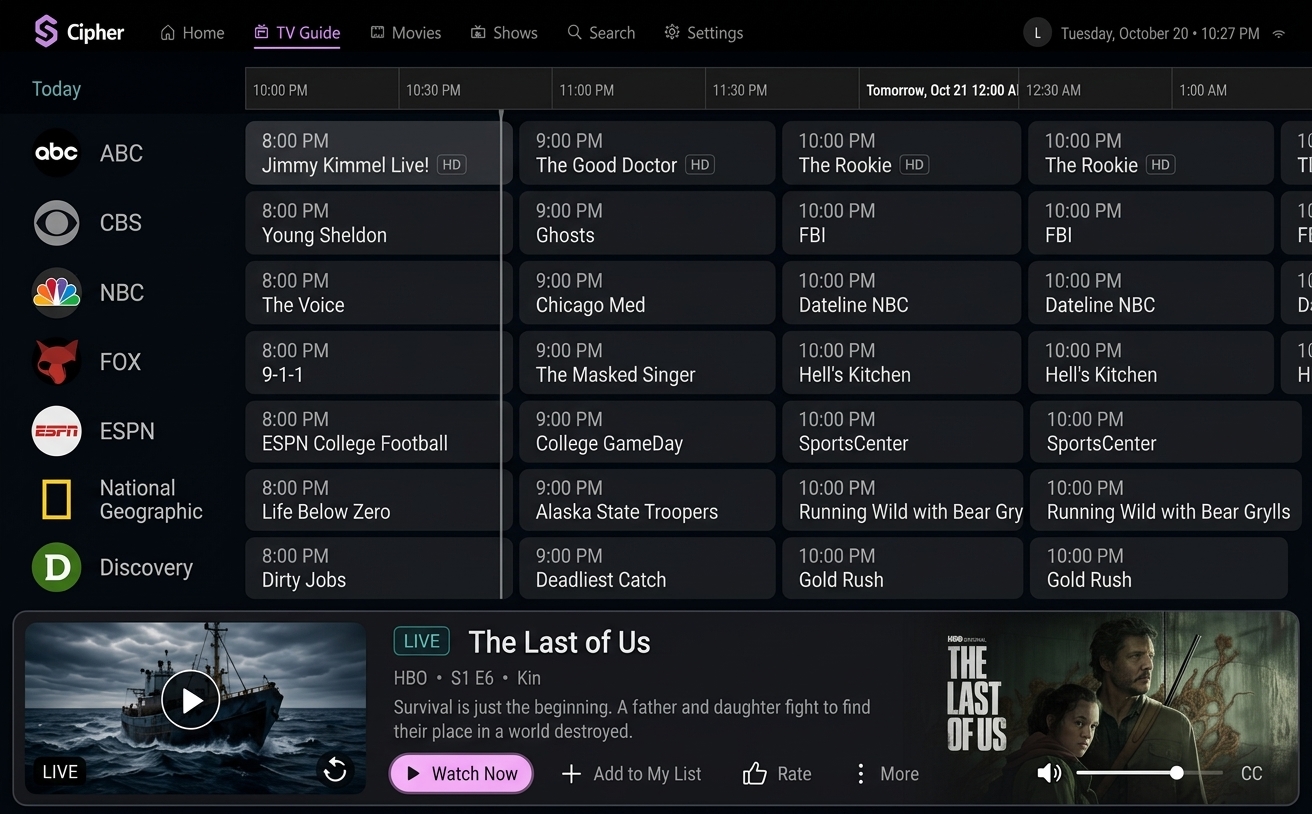 Cipher
Home
TV Guide
Movies
Shows
Search
Settings
L
Tuesday, October 20 • 10:27 PM
Today
10:00 PM
10:30 PM
11:00 PM
11:30 PM
Tomorrow, Oct 21 12:00 A
12:30 AM
1:00 AM
abc
ABC
8:00 PM
Jimmy Kimmel Live! HD
9:00 PM
The Good Doctor HD
10:00 PM
The Rookie HD
10:00 PM
The Rookie HD
10
Tl
CBS
8:00 PM
Young Sheldon
9:00 PM
Ghosts
10:00 PM
FBI
10:00 PM
FBI
10
FE
NBC
8:00 PM
The Voice
9:00 PM
Chicago Med
10:00 PM
Dateline NBC
10:00 PM
Dateline NBC
10
Da
FOX
8:00 PM
9-1-1
9:00 PM
The Masked Singer
10:00 PM
Hell's Kitchen
10:00 PM
Hell's Kitchen
10
H
ESPN
ESPN
8:00 PM
ESPN College Football
9:00 PM
College GameDay
10:00 PM
SportsCenter
10:00 PM
SportsCenter
National
Geographic
8:00 PM
Life Below Zero
9:00 PM
Alaska State Troopers
10:00 PM
Running Wild with Bear Gry
10:00 PM
Running Wild with Bear Grylls
D
Discovery
8:00 PM
Dirty Jobs
9:00 PM
Deadliest Catch
10:00 PM
Gold Rush
10:00 PM
Gold Rush
LIVE
LIVE
The Last of Us
HBO • S1 E6 • Kin
Survival is just the beginning. A father and daughter fight to find
their place in a world destroyed.
Watch Now
Add to My List
Rate
More
HBO ORIGINAL
THE
LAST
OF US
CC